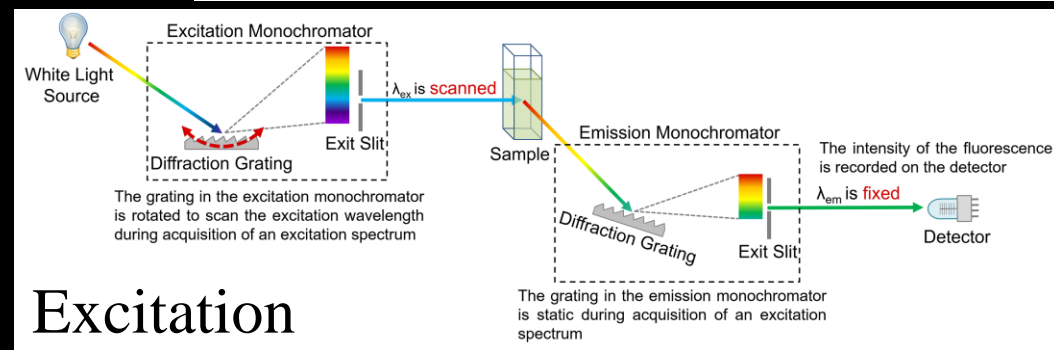 Excitation Monochromator
White Light
Source
Diffraction Grating
Exit Slit
The grating in the excitation monochromator
is rotated to scan the excitation wavelength
during acquisition of an excitation spectrum
λex is scanned
Sample
Emission Monochromator
Diffraction Grating
Exit Slit
The grating in the emission monochromator
is static during acquisition of an excitation
spectrum
The intensity of the fluorescence
is recorded on the detector
λem is fixed
Detector
Excitation